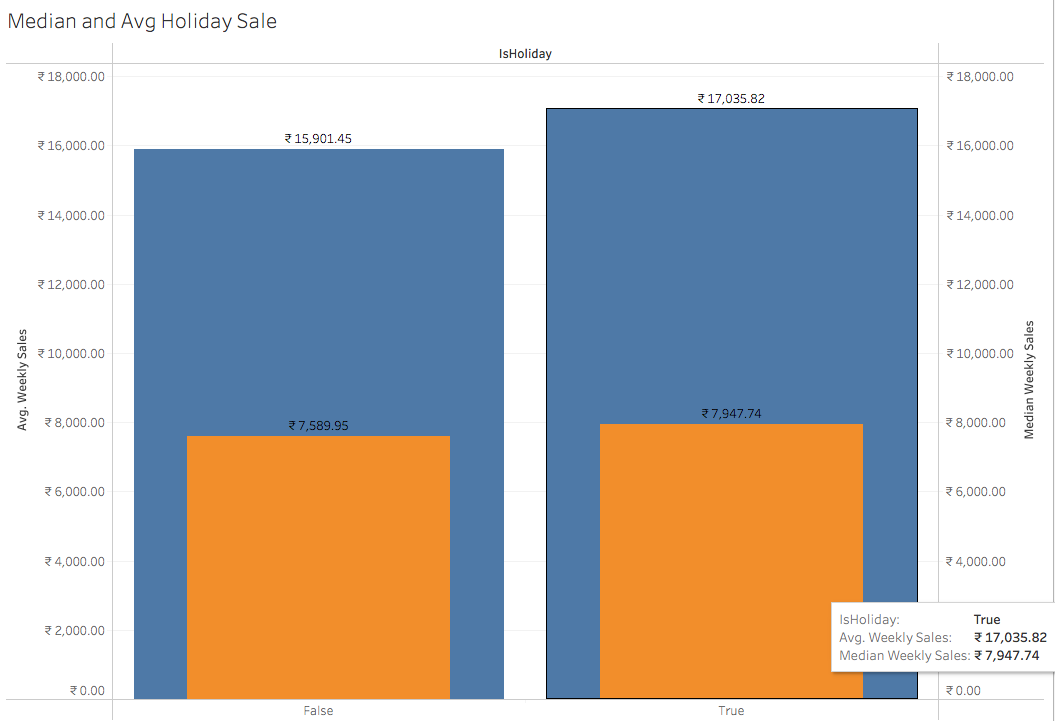 Median and Avg Holiday Sale
IsHoliday
₹ 18,000.00
₹ 16,000.00
₹ 14,000.00
₹ 12,000.00
₹ 10,000.00
₹ 8,000.00
₹ 6,000.00
₹ 4,000.00
₹ 2,000.00
₹ 0.00
Avg. Weekly Sales
₹ 15,901.45
₹ 7,589.95
₹ 17,035.82
₹ 7,947.74
₹ 18,000.00
₹ 16,000.00
₹ 14,000.00
₹ 12,000.00
₹ 10,000.00
₹ 8,000.00
₹ 6,000.00
₹ 4,000.00
₹ 0.00
Median Weekly Sales
IsHoliday: True
Avg. Weekly Sales: ₹ 17,035.82
Median Weekly Sales: ₹ 7,947.74
False
True